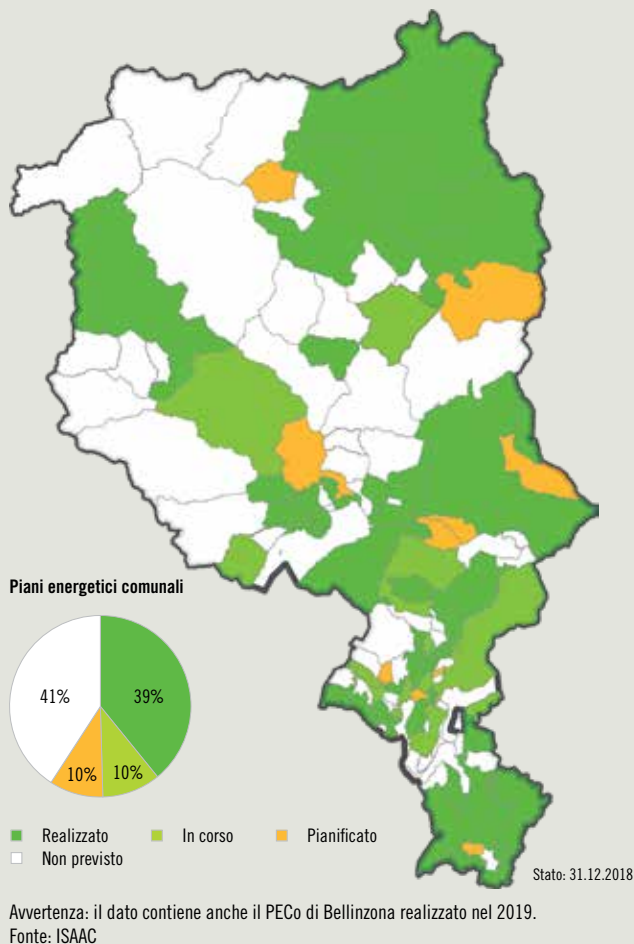 Piani energetici comunali
41%
39%
10%
10%
Realizzato In corso Pianificato
Non previsto
Stato: 31.12.2018
Avvertenza: il dato contiene anche il PECo di Bellinzona realizzato nel 2019.
Fonte: ISAAC